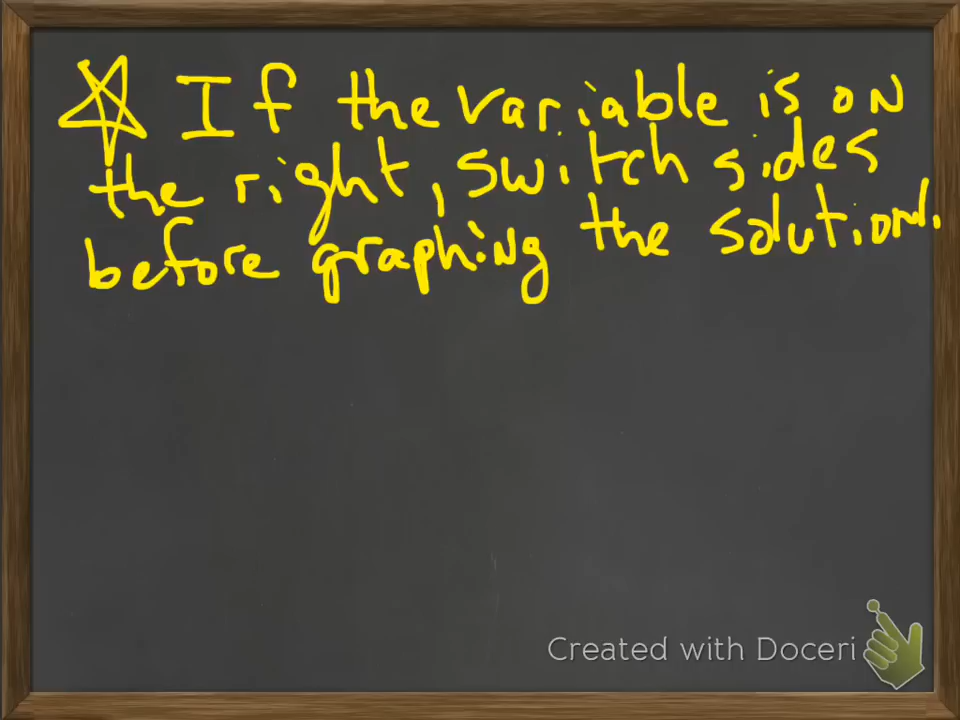 ☆ If the variable is on
the right, switch sides
before graphing the solution.
Created with Doceri